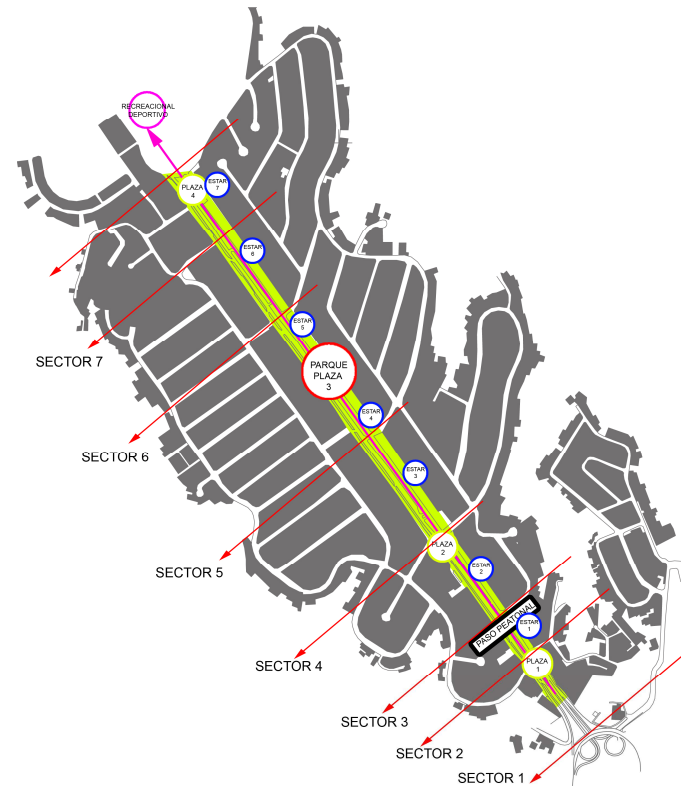 RECREACIONAL
DEPORTIVO
PLAZA
4
ESTAR
7
ESTAR
6
SECTOR 7
ESTAR
5
PARQUE
PLAZA
3
ESTAR
4
SECTOR 6
ESTAR
3
SECTOR 5
PLAZA
2
ESTAR
2
SECTOR 4
PASO PEATONAL
ESTAR
1
PLAZA
1
SECTOR 3
SECTOR 2
SECTOR 1